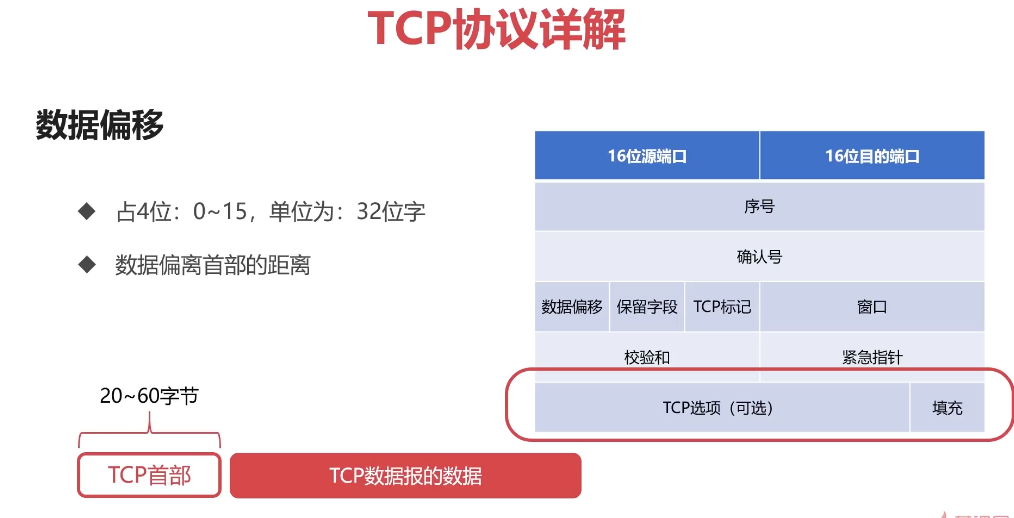 TCP协议详解
数据偏移
占4位：0~15，单位为：32位字
数据偏离首部的距离
20~60字节
TCP首部
TCP数据报的数据
16位源端口 16位目的端口
序号
确认号
数据偏移 保留字段 TCP标记 窗口
校验和 紧急指针
TCP选项（可选） 填充